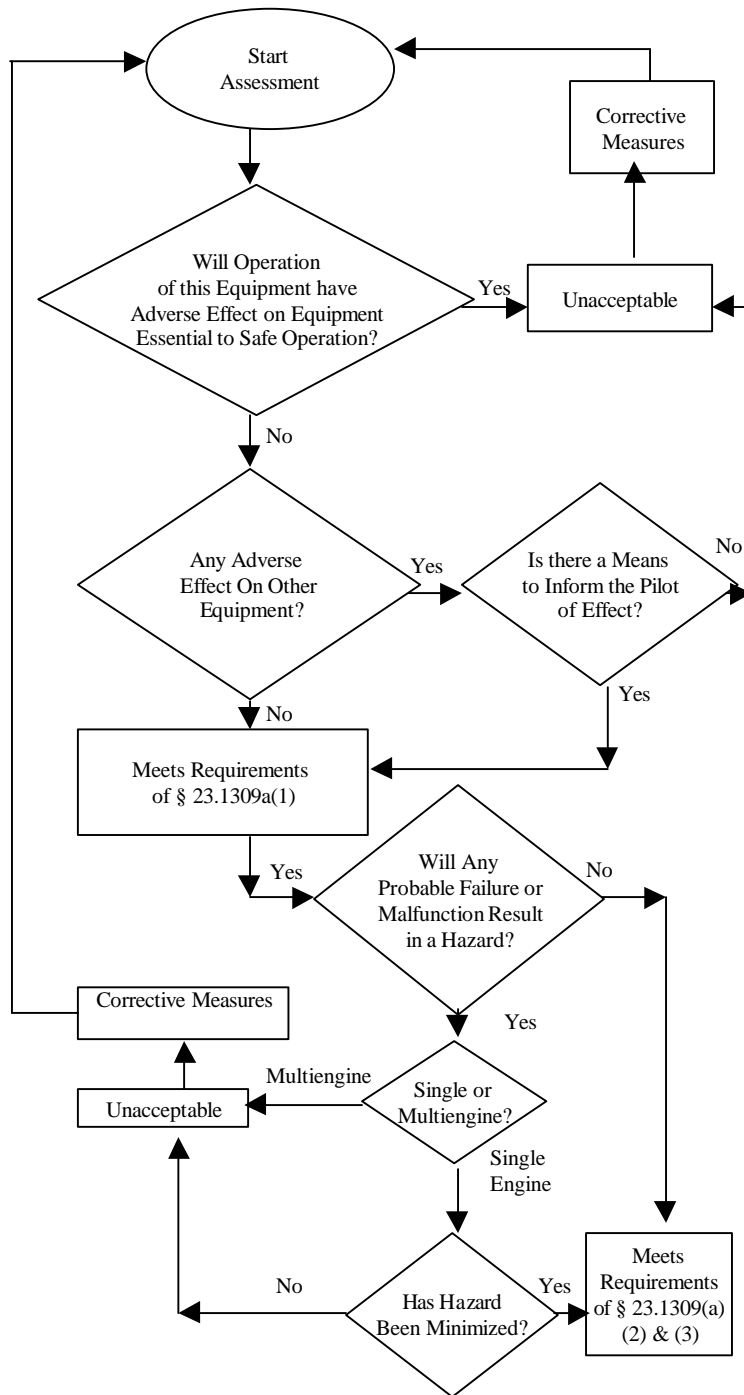 Start
Assessment
Corrective
Measures
Will Operation
of this Equipment have
Adverse Effect on Equipment
Essential to Safe Operation?
Yes
Unacceptable
No
Any Adverse
Effect On Other
Equipment?
Yes
Is there a Means
to Inform the Pilot
of Effect?
No
Yes
No
Meets Requirements
of § 23.1309a(1)
Yes
Will Any
Probable Failure or
Malfunction Result
in a Hazard?
No
Corrective Measures
Yes
Multiengine
Unacceptable
Single or
Multiengine?
Single
Engine
No
Has Hazard
Been Minimized?
Yes
Meets
Requirements
of § 23.1309(a)
(2) & (3)